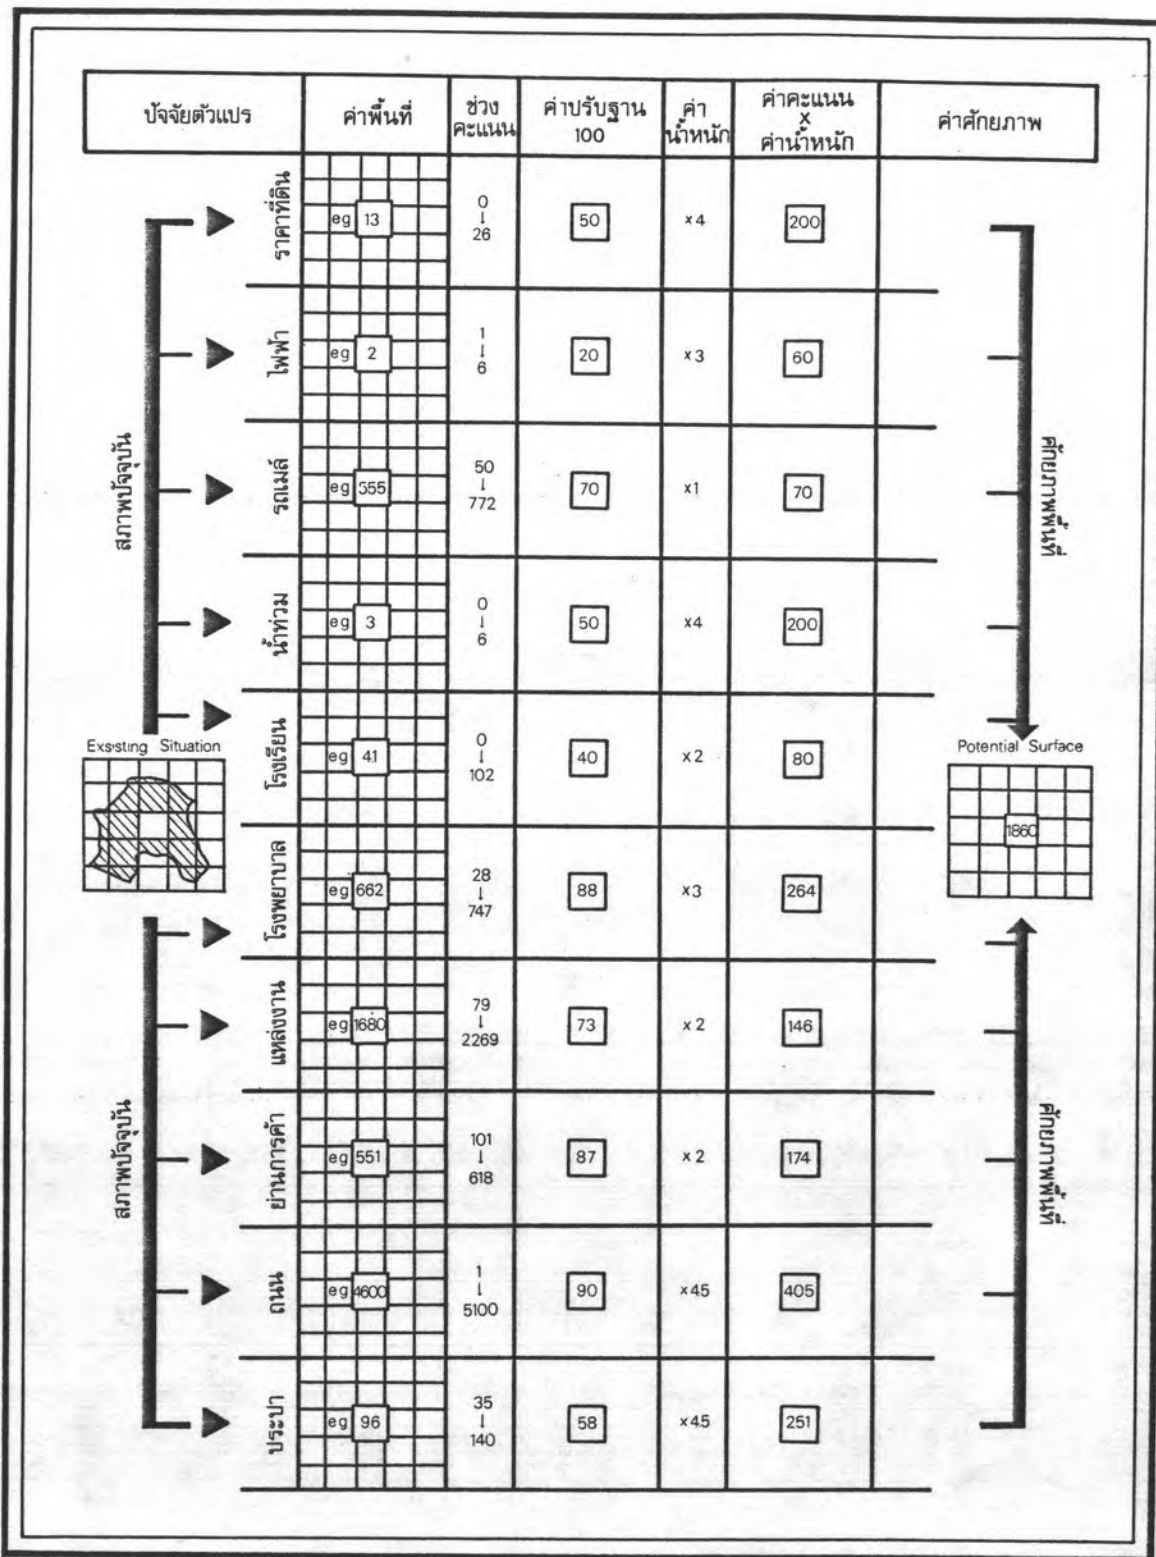 ปัจจัยตัวแปร ค่าพื้นที่ ช่วงคะแนน ค่าปรับฐาน 100 ค่าน้ำหนัก ค่าคะแนน x ค่าน้ำหนัก ค่าศักยภาพ
ราคาที่ดิน eg 13 0 ↓ 26 50 x4 200
ไฟฟ้า eg 2 1 ↓ 6 20 x3 60
รถเมล์ eg 555 50 ↓ 772 70 x1 70
น้ำท่วม eg 3 0 ↓ 6 50 x4 200
โรงเรียน eg 41 0 ↓ 102 40 x2 80
โรงพยาบาล eg 662 28 ↓ 747 88 x3 264
แหล่งงาน eg 1680 79 ↓ 2269 73 x2 146
ย่านการค้า eg 551 101 ↓ 618 87 x2 174
ถนน eg 4600 1 ↓ 5100 90 x45 405
ประปา eg 96 35 ↓ 140 58 x45 251
สภาพปัจจุบัน
Exsisting Situation
สภาพปัจจุบัน
ศักยภาพพื้นที่
Potential Surface
1860
ศักยภาพพื้นที่